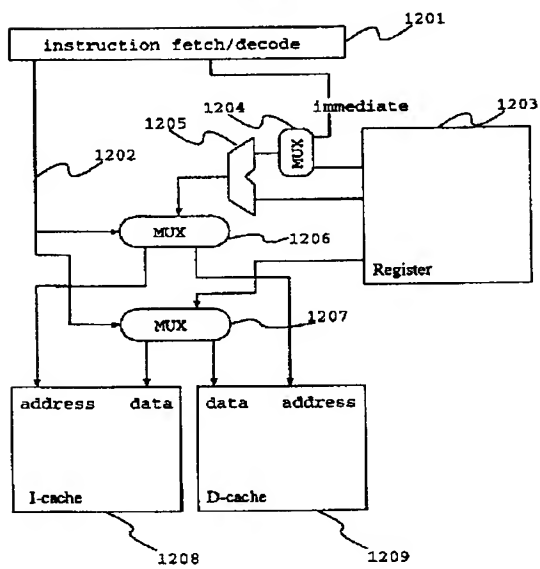 1201
instruction fetch/decode
1204
immediate
1203
1205
MUX
1202
MUX
1206
Register
1207
MUX
address data
data address
I-cache
D-cache
1208
1209